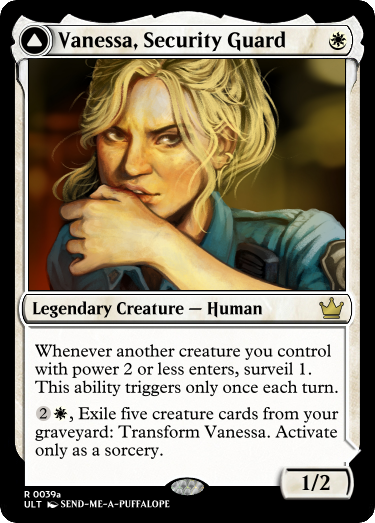 Vanessa, Security Guard
Legendary Creature — Human
Whenever another creature you control
with power 2 or less enters, surveil 1.
This ability triggers only once each turn.
2, Exile five creature cards from your
graveyard: Transform Vanessa. Activate
only as a sorcery.
1/2
R 0039a
ULT SEND-ME-A-PUFFALOPE